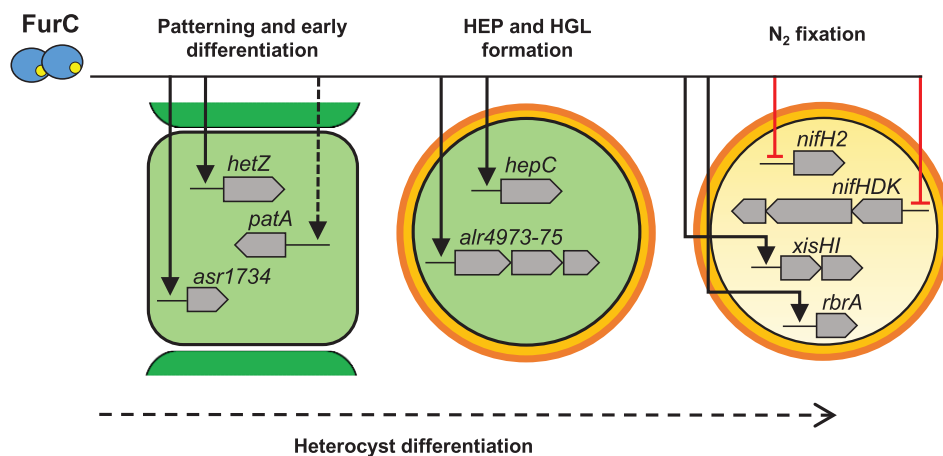 FurC
Patterning and early
differentiation
HEP and HGL
formation
N₂ fixation
hetZ
patA
asr1734
hepC
alr4973-75
nifH2
nifHDK
xisHI
rbrA
Heterocyst differentiation